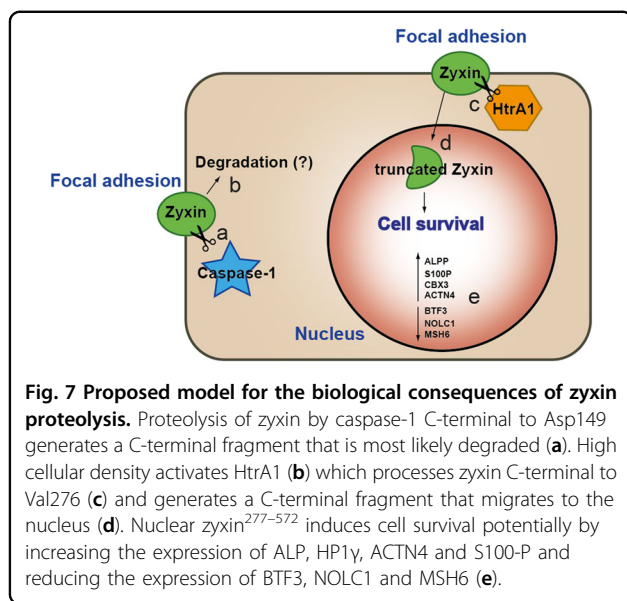 Focal adhesion
Zyxin
c
HtrA1
d
truncated Zyxin
Degradation (?)
b
Focal adhesion
Zyxin
a
Caspase-1
Cell survival
ALPP
S100P
CBX3
ACTN4
e
BTF3
NOLC1
MSH6
Nucleus
Fig. 7 Proposed model for the biological consequences of zyxin
proteolysis. Proteolysis of zyxin by caspase-1 C-terminal to Asp149
generates a C-terminal fragment that is most likely degraded (a). High
cellular density activates HtrA1 (b) which processes zyxin C-terminal to
Val276 (c) and generates a C-terminal fragment that migrates to the
nucleus (d). Nuclear zyxin²⁷⁷⁻⁵⁷² induces cell survival potentially by
increasing the expression of ALP, HP1γ, ACTN4 and S100-P and
reducing the expression of BTF3, NOLC1 and MSH6 (e).